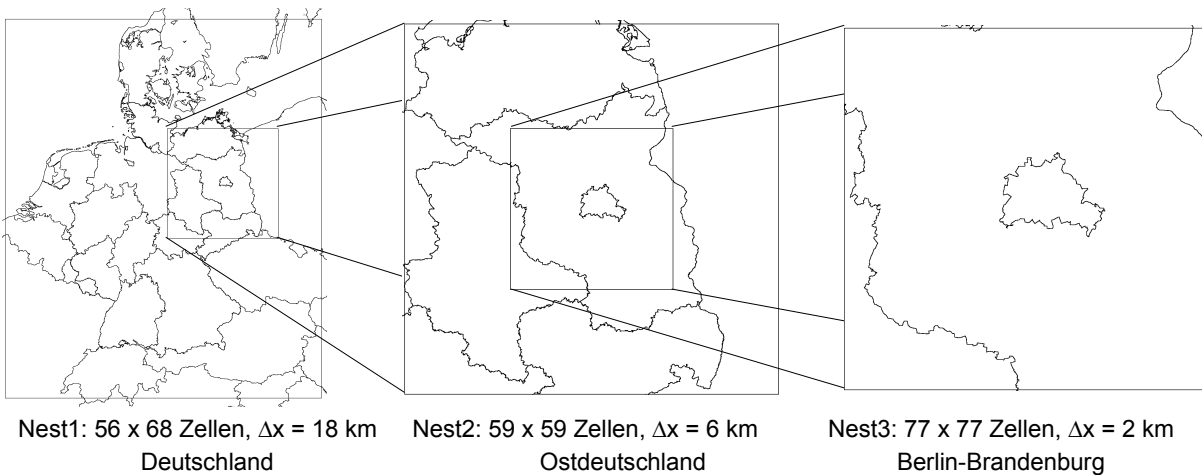 Nest1: 56 x 68 Zellen, Δx = 18 km
Deutschland
Nest2: 59 x 59 Zellen, Δx = 6 km
Ostdeutschland
Nest3: 77 x 77 Zellen, Δx = 2 km
Berlin-Brandenburg